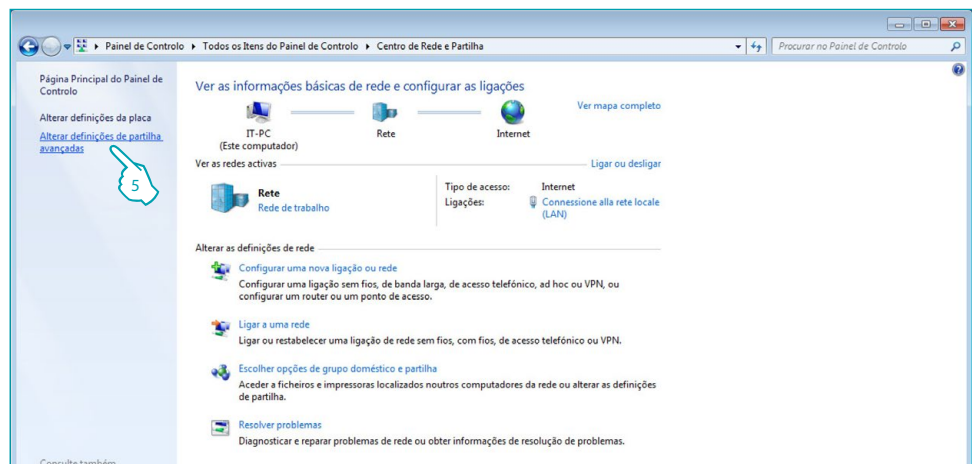 Painel de Controlo ▸ Todos os Itens do Painel de Controlo ▸ Centro de Rede e Partilha
Procurar no Painel de Controlo
Página Principal do Painel de
Controlo
Alterar definições da placa
Alterar definições de partilha
avançadas
5
Consulte também
Ver as informações básicas de rede e configurar as ligações
Ver mapa completo
IT-PC
(Este computador)
Rete
Internet
Ver as redes activas
Ligar ou desligar
Rete
Rede de trabalho
Tipo de acesso: Internet
Ligações: Connessione alla rete locale
(LAN)
Alterar as definições de rede
Configurar uma nova ligação ou rede
Configurar uma ligação sem fios, de banda larga, de acesso telefónico, ad hoc ou VPN, ou
configurar um router ou um ponto de acesso.
Ligar a uma rede
Ligar ou restabelecer uma ligação de rede sem fios, com fios, de acesso telefónico ou VPN.
Escolher opções de grupo doméstico e partilha
Aceder a ficheiros e impressoras localizados noutros computadores da rede ou alterar as definições
de partilha.
Resolver problemas
Diagnosticar e reparar problemas de rede ou obter informações de resolução de problemas.